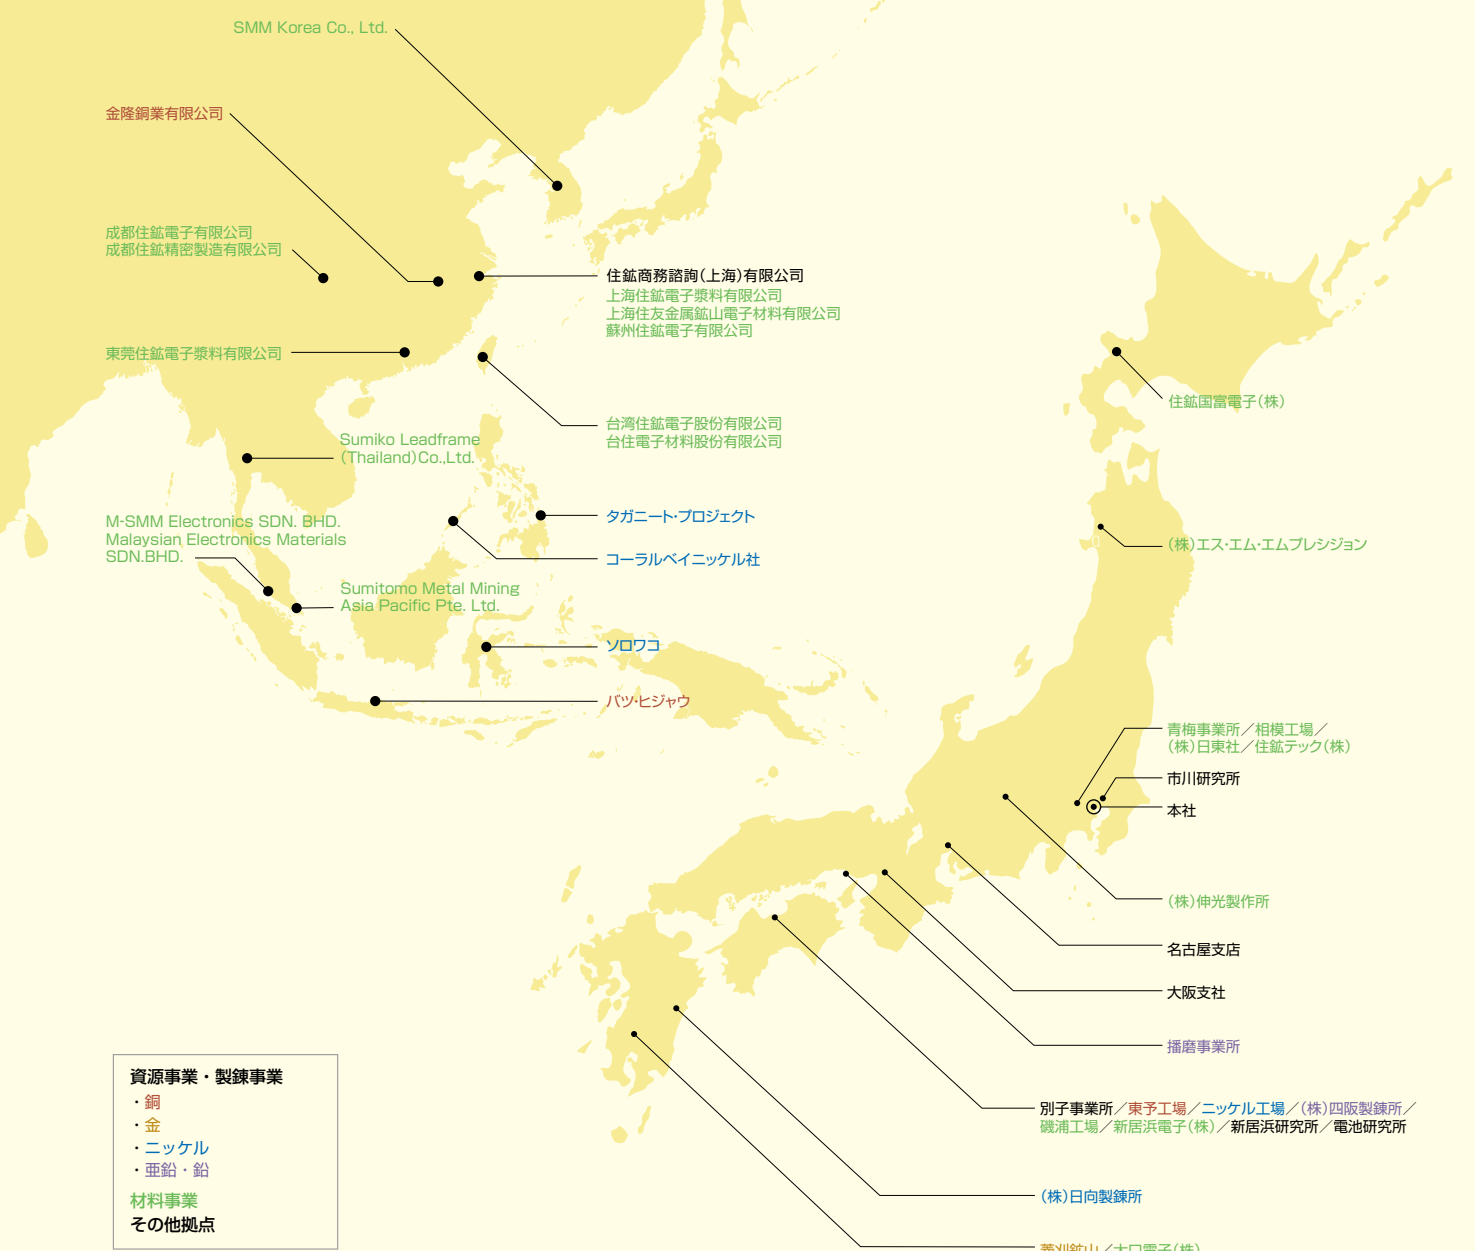 SMM Korea Co., Ltd.
金隆銅業有限公司
成都住鉱電子有限公司
成都住鉱精密製造有限公司
住鉱商務諮詢(上海)有限公司
上海住鉱電子漿料有限公司
上海住友金属鉱山電子材料有限公司
蘇州住鉱電子有限公司
東莞住鉱電子漿料有限公司
台湾住鉱電子股份有限公司
台住電子材料股份有限公司
Sumiko Leadframe
(Thailand)Co.,Ltd.
M-SMM Electronics SDN. BHD.
Malaysian Electronics Materials
SDN.BHD.
タガニート・プロジェクト
コーラルベイニッケル社
Sumitomo Metal Mining
Asia Pacific Pte. Ltd.
ソロワコ
バツ・ヒジャウ
住鉱国富電子(株)
(株)エス・エム・エムプレシジョン
青梅事業所／相模工場／
(株)日東社／住鉱テック(株)
市川研究所
本社
(株)伸光製作所
名古屋支店
大阪支社
播磨事業所
別子事業所／東予工場／ニッケル工場／(株)四阪製錬所／
磯浦工場／新居浜電子(株)／新居浜研究所／電池研究所
(株)日向製錬所
菱刈鉱山／大口電子(株)
資源事業・製錬事業
・銅
・金
・ニッケル
・亜鉛・鉛
材料事業
その他拠点